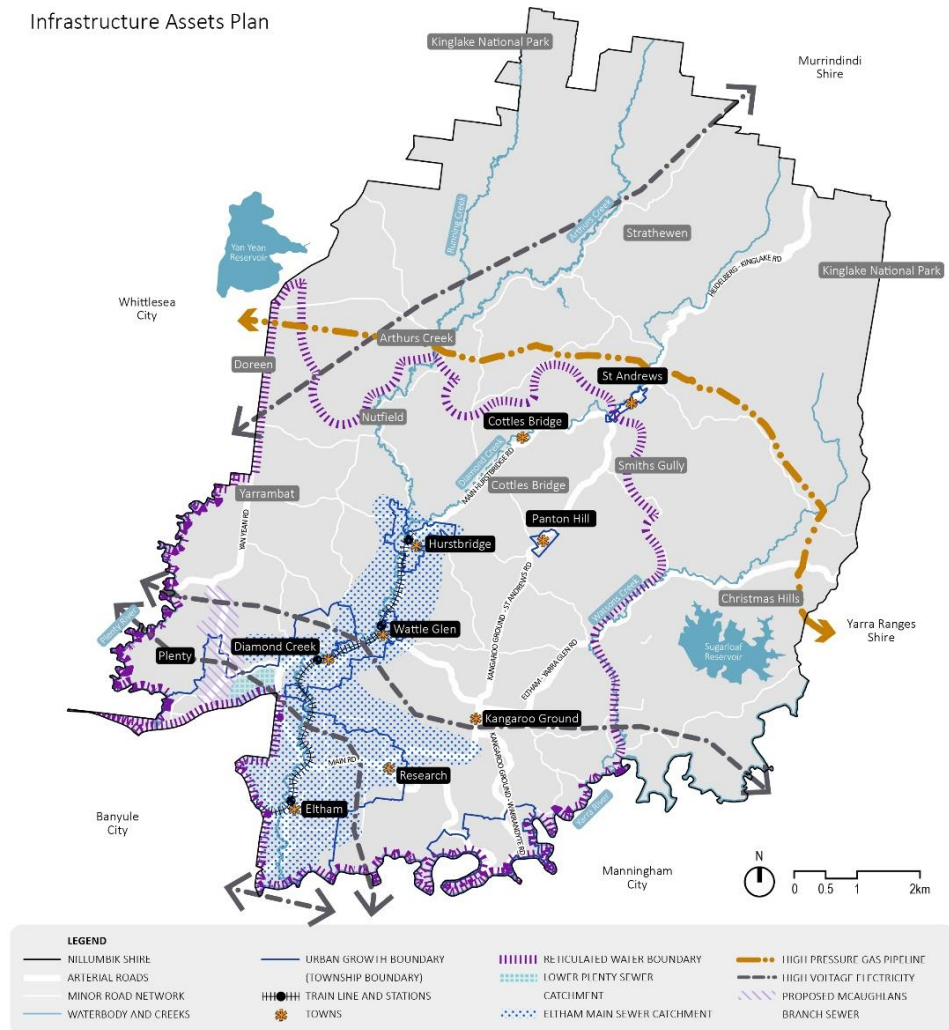 Infrastructure Assets Plan
Kinglake National Park
Murrindindi
Shire
Running Creek
Arthurs Creek
Strathewen
HEIDELBERG - KINGLAKE RD
Kinglake National Park
Yan Yean
Reservoir
Whittlesea
City
Arthurs Creek
Doreen
St Andrews
Nutfield
Cottles Bridge
Diamond Creek
MAIN HURSTBRIDGE RD
Smiths Gully
Cottles Bridge
Yarrambat
YAN YEAN RD
Panton Hill
Hurstbridge
KANGAROO GROUND - ST ANDREWS RD
Watsons Creek
Christmas Hills
Plenty River
Wattle Glen
Yarra Ranges
Shire
Diamond Creek
Plenty
Sugarloaf
Reservoir
ELTHAM - YARRA GLEN RD
Kangaroo Ground
MAIN RD
Research
KANGAROO GROUND - WARRANDYTE RD
Eltham
Yarra River
Banyule
City
Manningham
City
N
0 0.5 1 2km
LEGEND
NILLUMBIK SHIRE
ARTERIAL ROADS
MINOR ROAD NETWORK
WATERBODY AND CREEKS
URBAN GROWTH BOUNDARY
(TOWNSHIP BOUNDARY)
TRAIN LINE AND STATIONS
TOWNS
RETICULATED WATER BOUNDARY
LOWER PLENTY SEWER
CATCHMENT
ELTHAM MAIN SEWER CATCHMENT
HIGH PRESSURE GAS PIPELINE
HIGH VOLTAGE ELECTRICITY
PROPOSED MCAUGHLANS
BRANCH SEWER